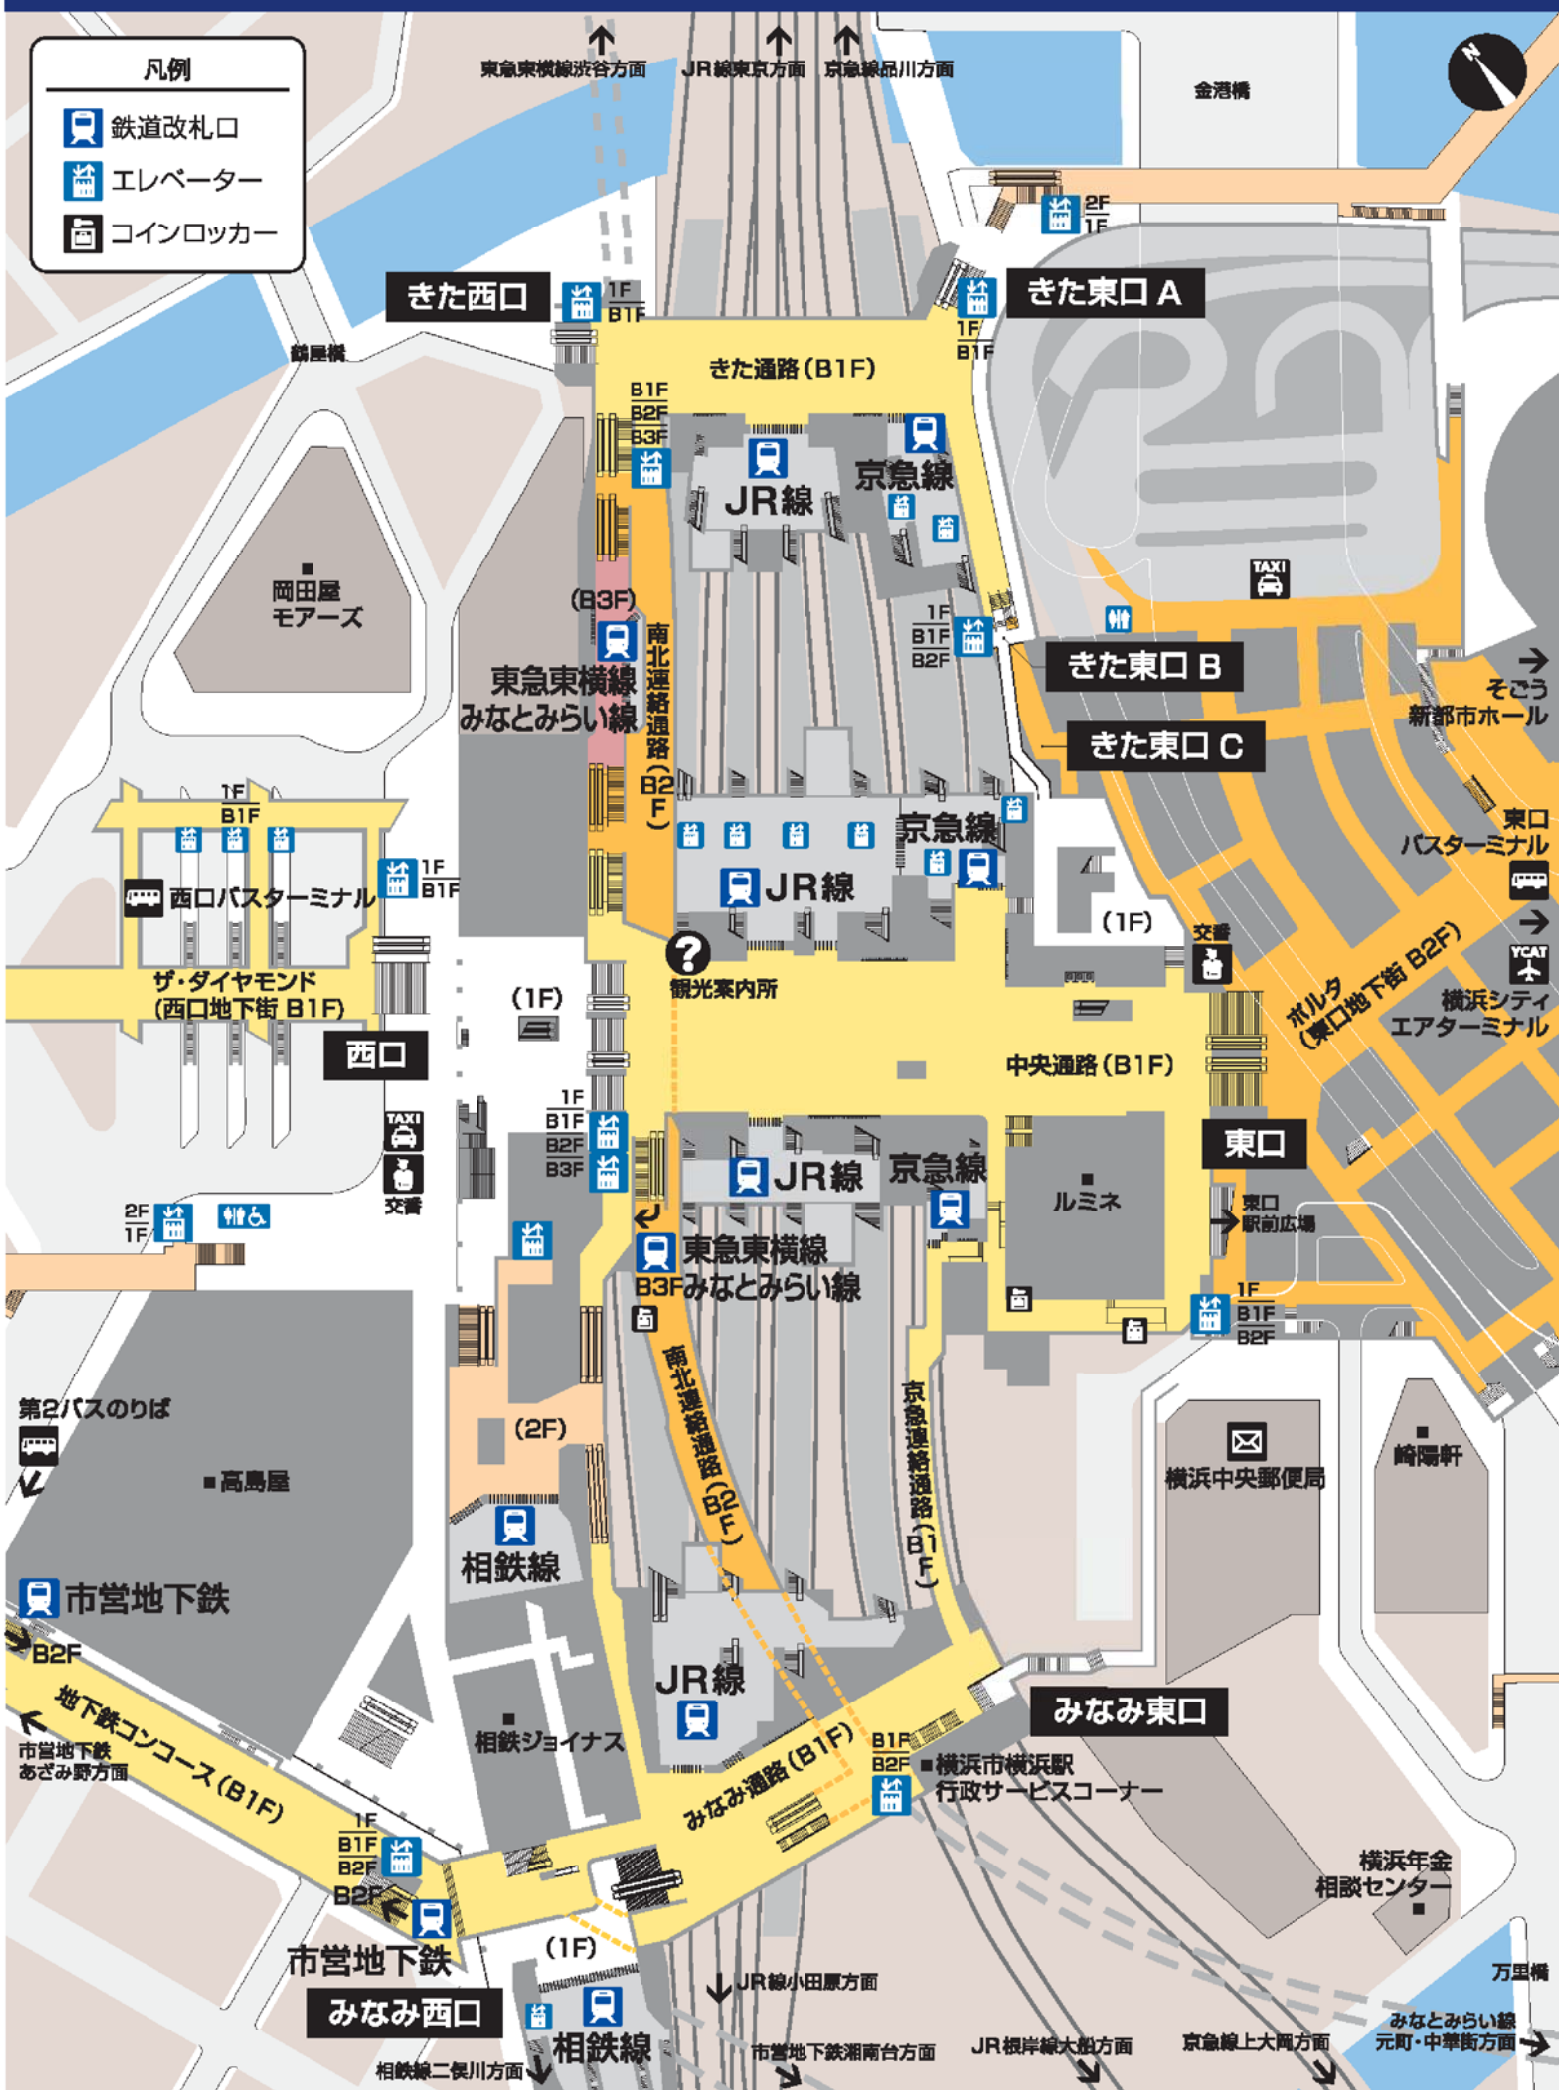 凡例
鉄道改札口
エレベーター
コインロッカー
東急東横線渋谷方面
JR線東京方面
京急線品川方面
金港橋
N
2F
1F
きた西口
1F
B1F
きた東口 A
1F
B1F
鶴屋橋
きた通路(B1F)
B1F
B2F
B3F
JR線
京急線
岡田屋
モアーズ
TAXI
(B3F)
東急東横線
みなとみらい線
南北連絡通路(B2F)
1F
B1F
B2F
きた東口 B
きた東口 C
そごう
新都市ホール
1F
B1F
西口バスターミナル
1F
B1F
JR線
京急線
東口
バスターミナル
(1F)
交番
YCAT
横浜シティ
エアターミナル
ポルタ
(東口地下街 B2F)
ザ・ダイヤモンド
(西口地下街 B1F)
西口
(1F)
?
観光案内所
中央通路(B1F)
TAXI
交番
1F
B1F
B2F
B3F
JR線
京急線
ルミネ
東口
東口
駅前広場
2F
1F
東急東横線
みなとみらい線
B3F
1F
B1F
B2F
南北連絡通路(B2F)
京急連絡通路(B1F)
(2F)
第2バスのりば
高島屋
相鉄線
横浜中央郵便局
崎陽軒
市営地下鉄
B2F
地下鉄コンコース(B1F)
市営地下鉄
あざみ野方面
相鉄ジョイナス
JR線
みなみ通路(B1F)
みなみ東口
B1F
B2F
横浜市横浜駅
行政サービスコーナー
1F
B1F
B2F
B2F
市営地下鉄
みなみ西口
(1F)
相鉄線
相鉄線二俣川方面
JR線小田原方面
市営地下鉄湘南台方面
JR根岸線大船方面
京急線上大岡方面
横浜年金
相談センター
万里橋
みなとみらい線
元町・中華街方面